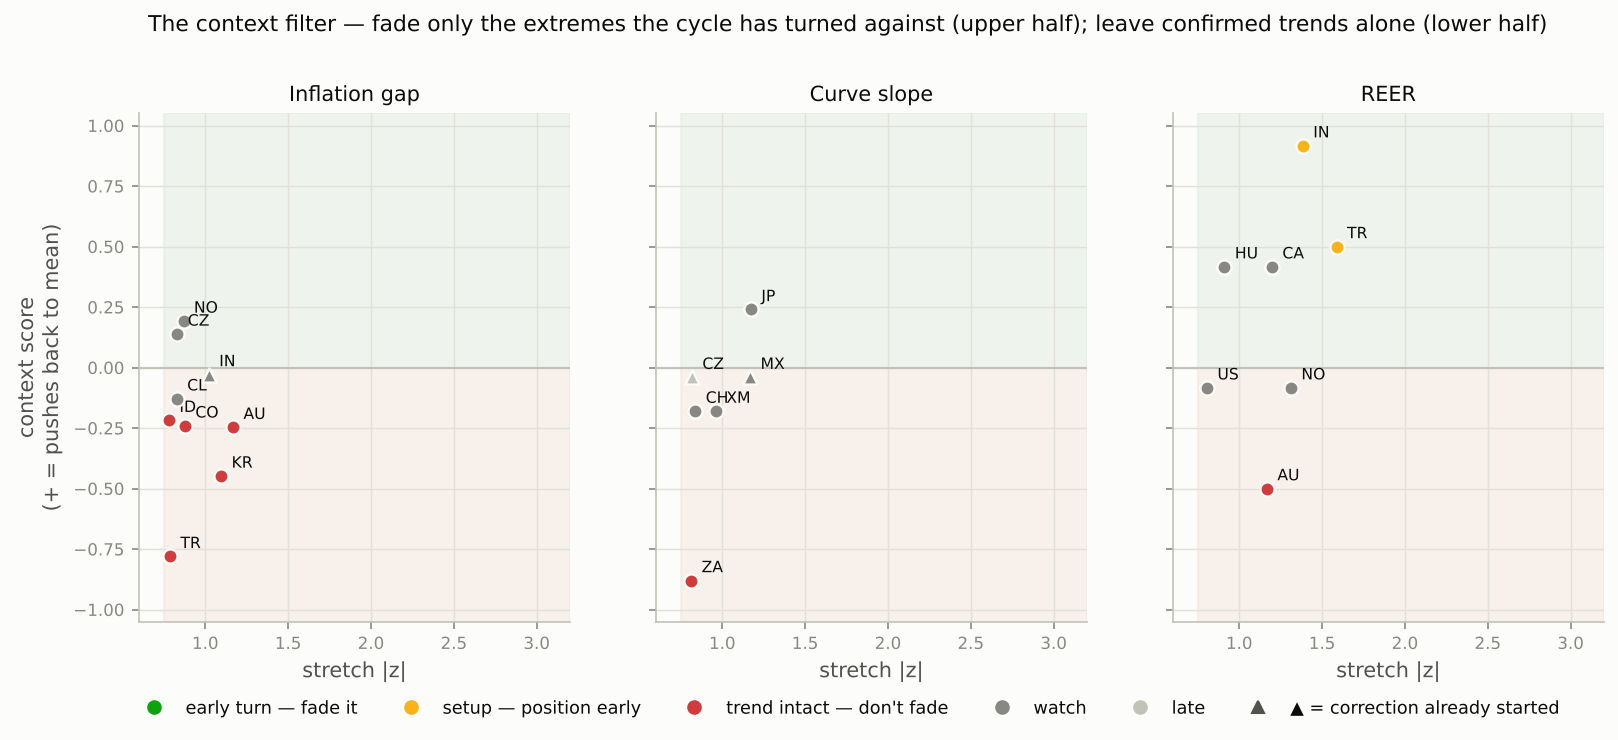 The context filter — fade only the extremes the cycle has turned against (upper half); leave confirmed trends alone (lower half)
Inflation gap
Curve slope
REER
context score
(+ = pushes back to mean)
1.00
0.75
0.50
0.25
0.00
−0.25
−0.50
−0.75
−1.00
NO
CZ
IN
CL
ID
CO
AU
KR
TR
1.0 1.5 2.0 2.5 3.0
stretch |z|
JP
CZ
MX
CH
XM
ZA
1.0 1.5 2.0 2.5 3.0
stretch |z|
IN
TR
HU
CA
US
NO
AU
1.0 1.5 2.0 2.5 3.0
stretch |z|
early turn — fade it
setup — position early
trend intact — don't fade
watch
late
▲ = correction already started